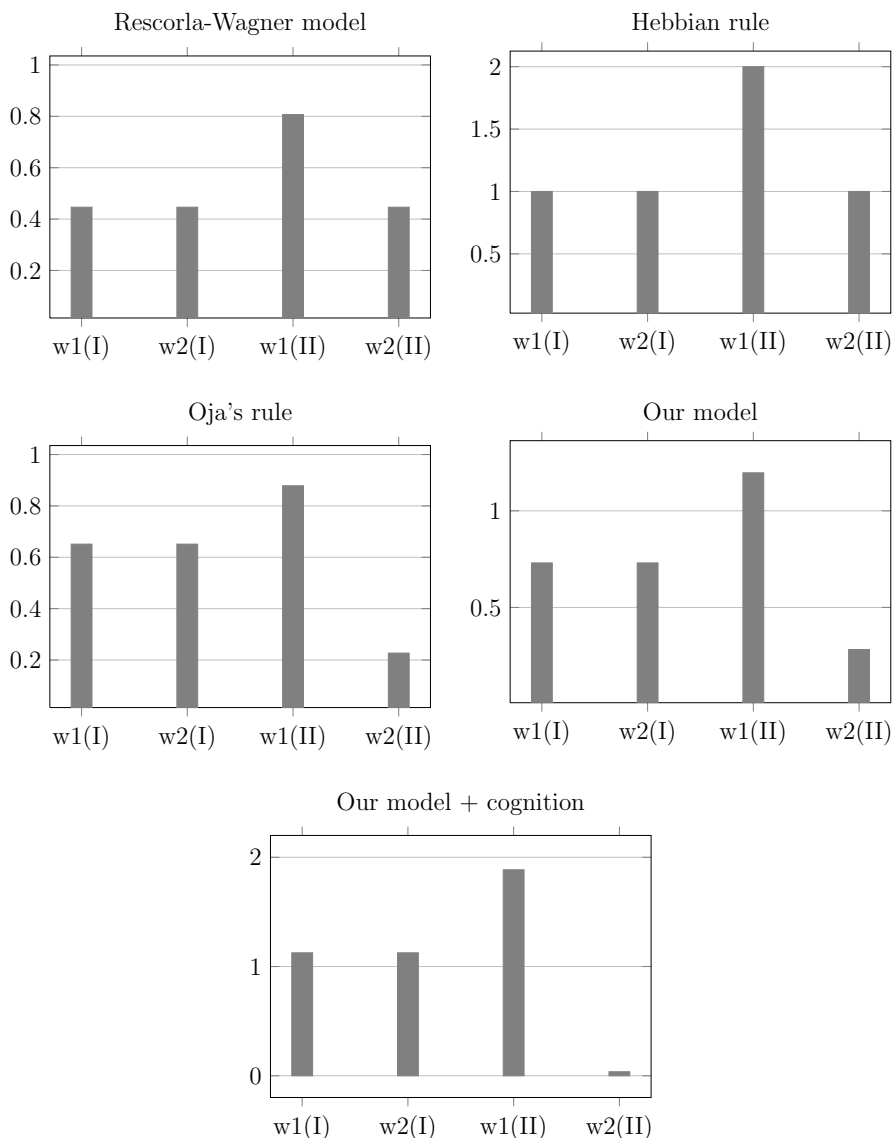 Rescorla-Wagner model
1
0.8
0.6
0.4
0.2
w1(I) w2(I) w1(II) w2(II)
Hebbian rule
2
1.5
1
0.5
w1(I) w2(I) w1(II) w2(II)
Oja's rule
1
0.8
0.6
0.4
0.2
w1(I) w2(I) w1(II) w2(II)
Our model
1
0.5
w1(I) w2(I) w1(II) w2(II)
Our model + cognition
2
1
0
w1(I) w2(I) w1(II) w2(II)